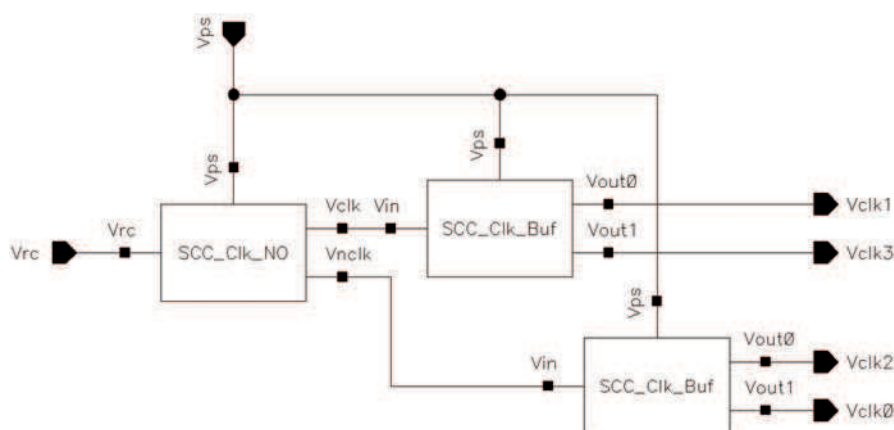 Vps
Vps
Vps
Vout0
Vclk Vin
Vclk1
Vrc
SCC_Clk_NO
SCC_Clk_Buf
Vout1
Vrc
Vnclk
Vclk3
Vps
Vout0
Vin
Vclk2
SCC_Clk_Buf
Vout1
Vclk0